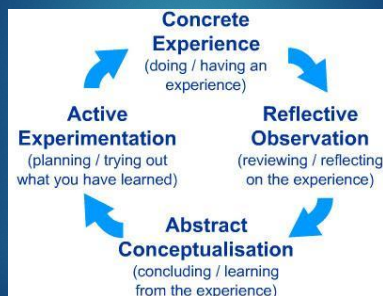 Concrete
Experience
(doing / having an
experience)
Reflective
Observation
(reviewing / reflecting
on the experience)
Abstract
Conceptualisation
(concluding / learning
from the experience)
Active
Experimentation
(planning / trying out
what you have learned)